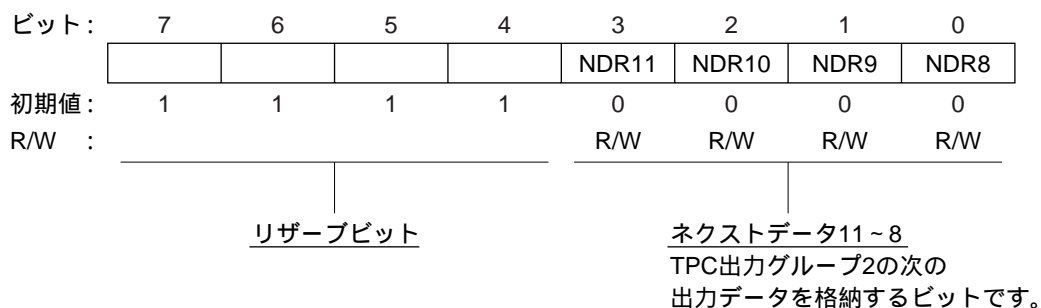 ビット: 7 6 5 4 3 2 1 0
NDR11 NDR10 NDR9 NDR8
初期値: 1 1 1 1 0 0 0 0
R/W : R/W R/W R/W R/W
リザーブビット
ネクストデータ11~8
TPC出力グループ2の次の
出力データを格納するビットです。